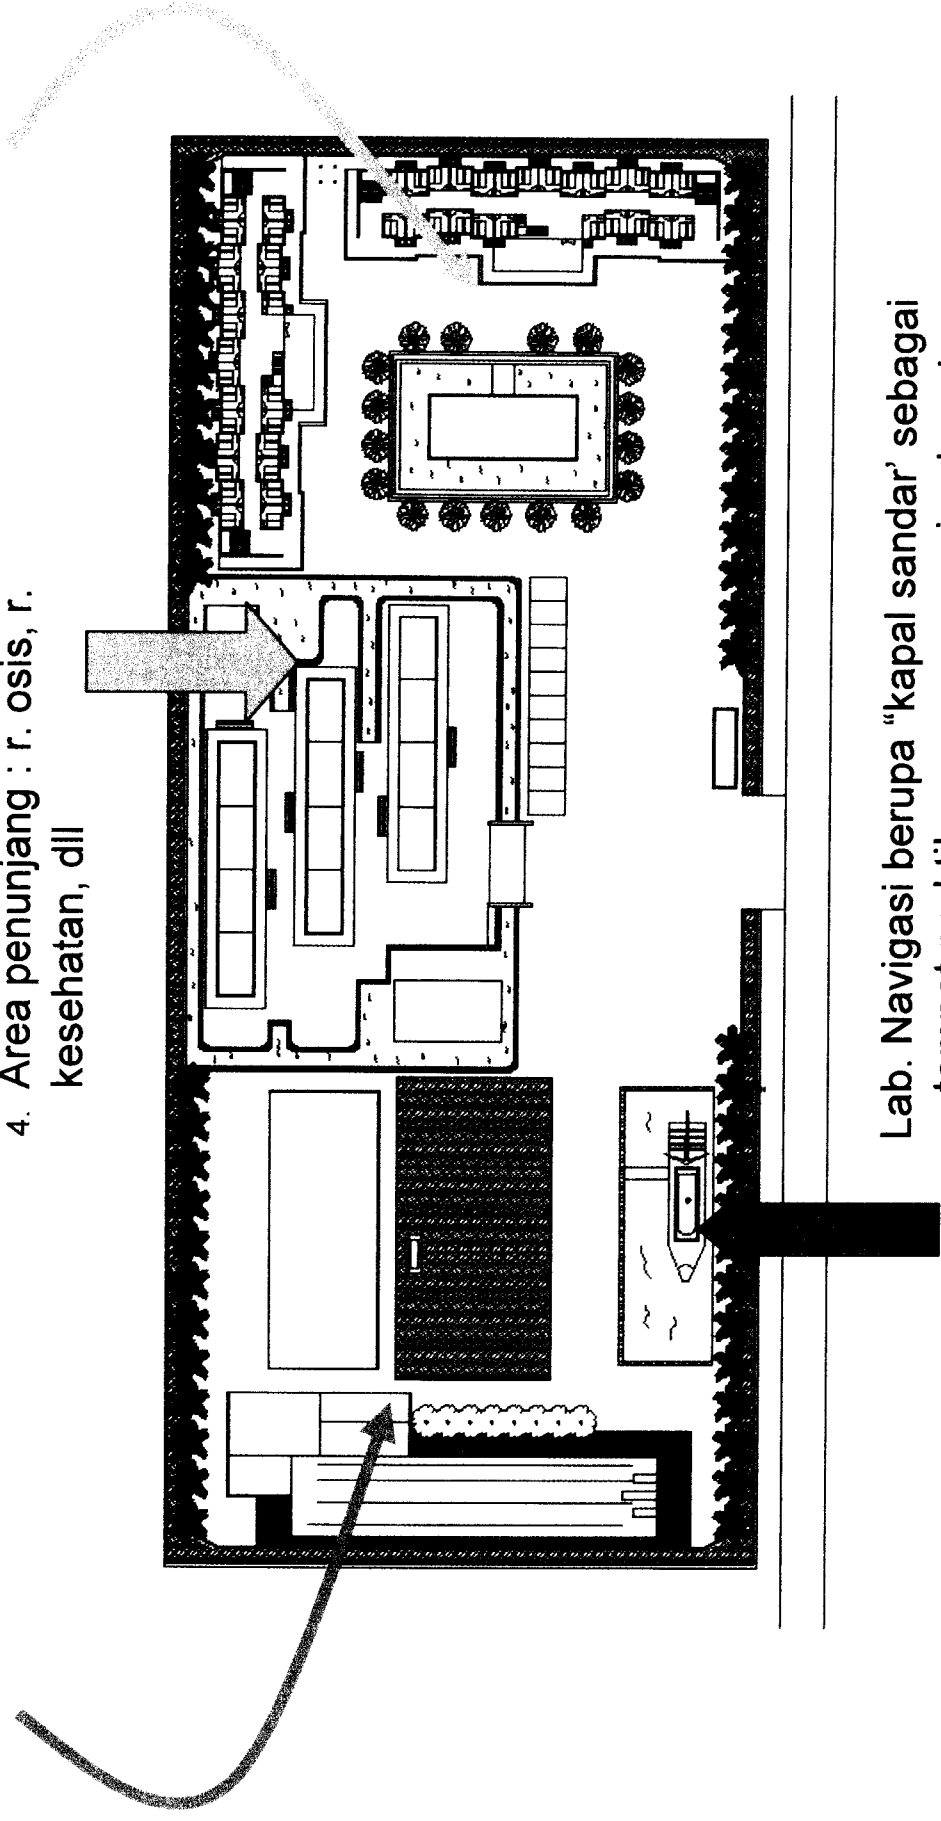 4. Area penunjang : r. osis, r.
kesehatan, dll
Lab. Navigasi berupa “kapal sandar’ sebagai